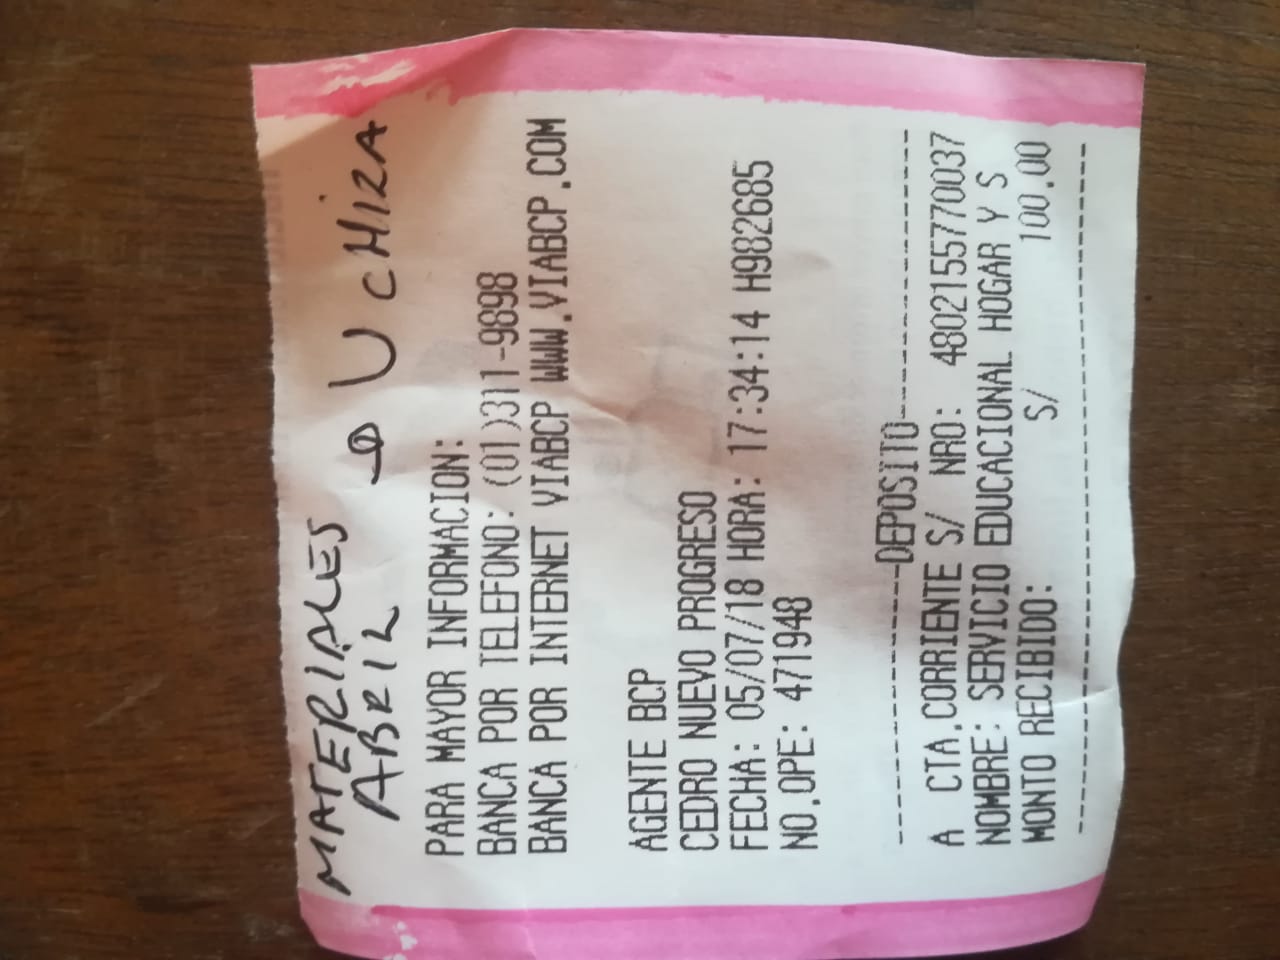 MATERIALES
ABRIL
UCHIZA
PARA MAYOR INFORMACION:
BANCA POR TELEFONO: (01)311-9898
BANCA POR INTERNET VIABCP WWW.VIABCP.COM
AGENTE BCP
CEDRO NUEVO PROGRESO
FECHA: 05/07/18 HORA: 17:34:14 H982685
NO.OPE: 471948
----------------DEPOSITO----------------
A CTA.CORRIENTE S/ NRO: 4802155770037
NOMBRE: SERVICIO EDUCACIONAL HOGAR Y S
MONTO RECIBIDO: S/ 100.00